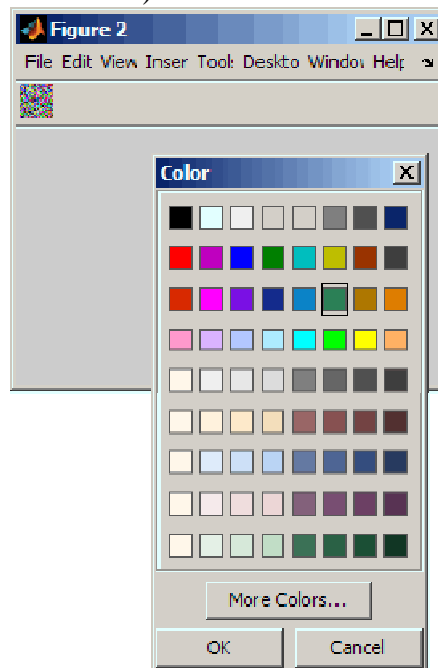 )
Figure 2
File Edit View Inser Tool: Deskto Windo Help
Color
More Colors...
OK Cancel